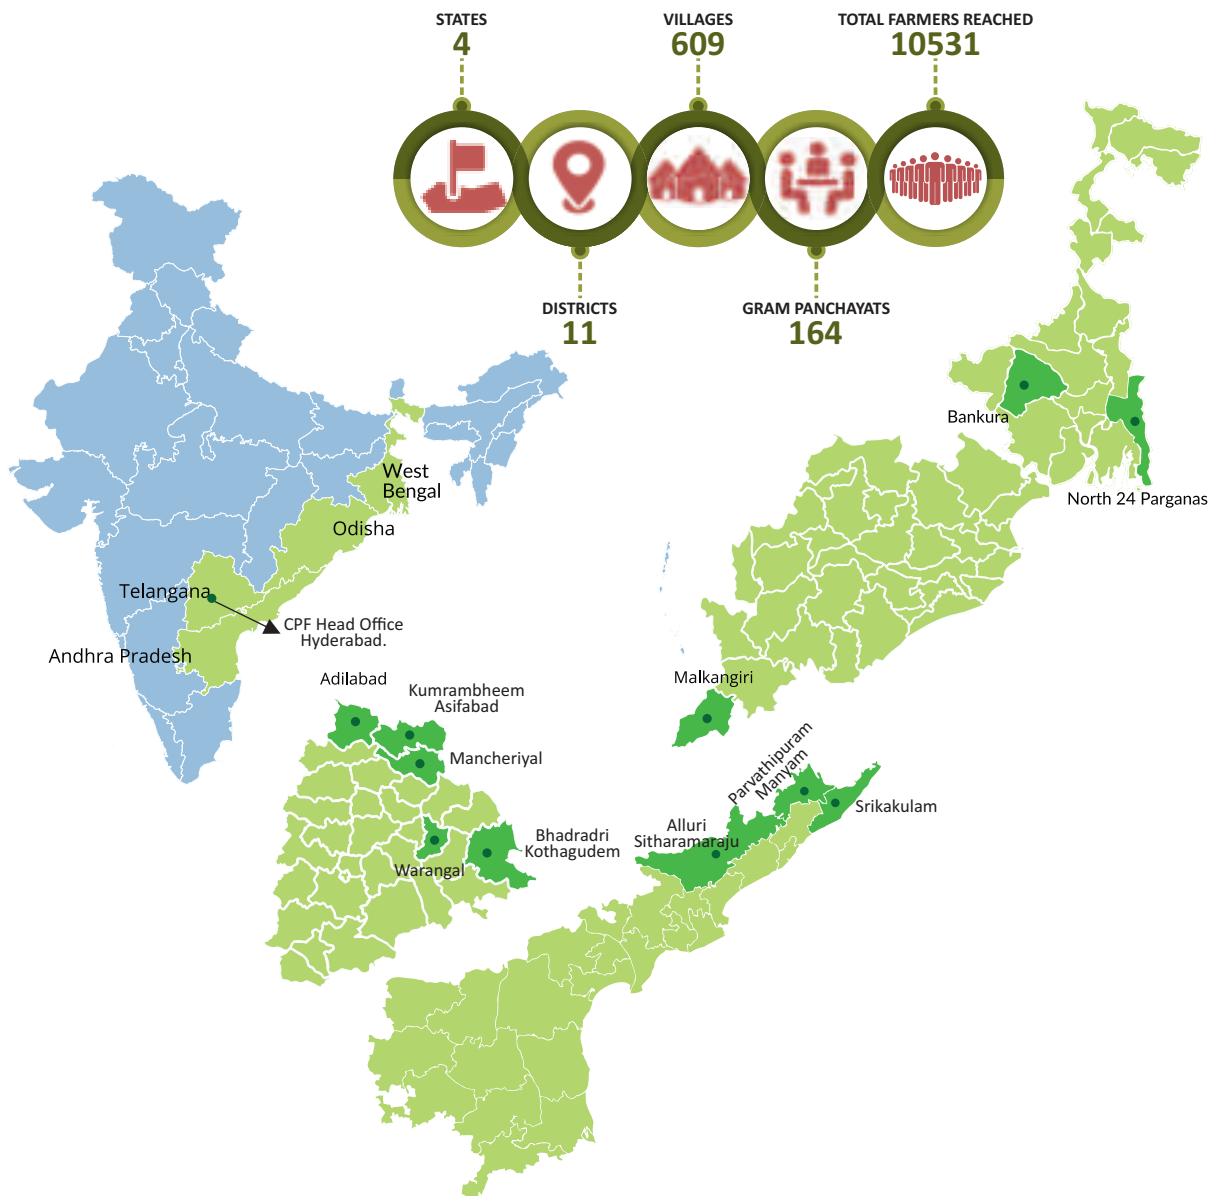 STATES
4
VILLAGES
609
TOTAL FARMERS REACHED
10531
DISTRICTS
11
GRAM PANCHAYATS
164
Bankura
North 24 Parganas
West
Bengal
Odisha
Telangana
CPF Head Office
Hyderabad.
Andhra Pradesh
Adilabad
Kumrambheem
Asifabad
Mancheriyal
Bhadradri
Kothagudem
Warangal
Malkangiri
Parvathipuram
Manyam
Srikakulam
Alluri
Sitharamaraju